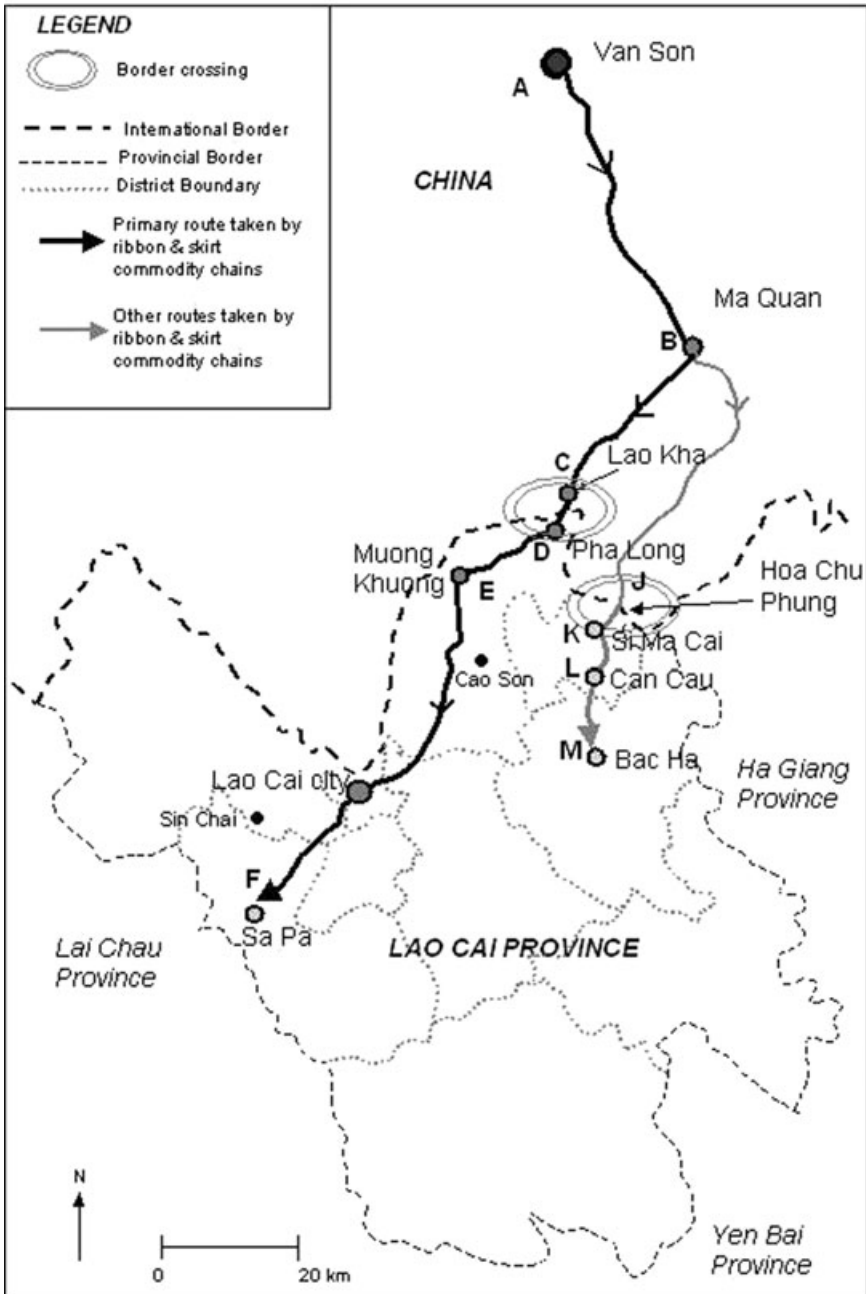 LEGEND
Border crossing
International Border
Provincial Border
District Boundary
Primary route taken by
ribbon & skirt
commodity chains
Other routes taken by
ribbon & skirt
commodity chains
Van Son
A
CHINA
Ma Quan
B
C
Lao Kha
D
Pha Long
Muong
Khuong
E
J
Hoa Chu
Phung
K
Si Ma Cai
L
Can Cau
Cao Son
M
Bac Ha
Ha Giang
Province
Lao Cai city
Sin Chai
F
Sa Pa
Lai Chau
Province
LAO CAI PROVINCE
N
0
20 km
Yen Bai
Province